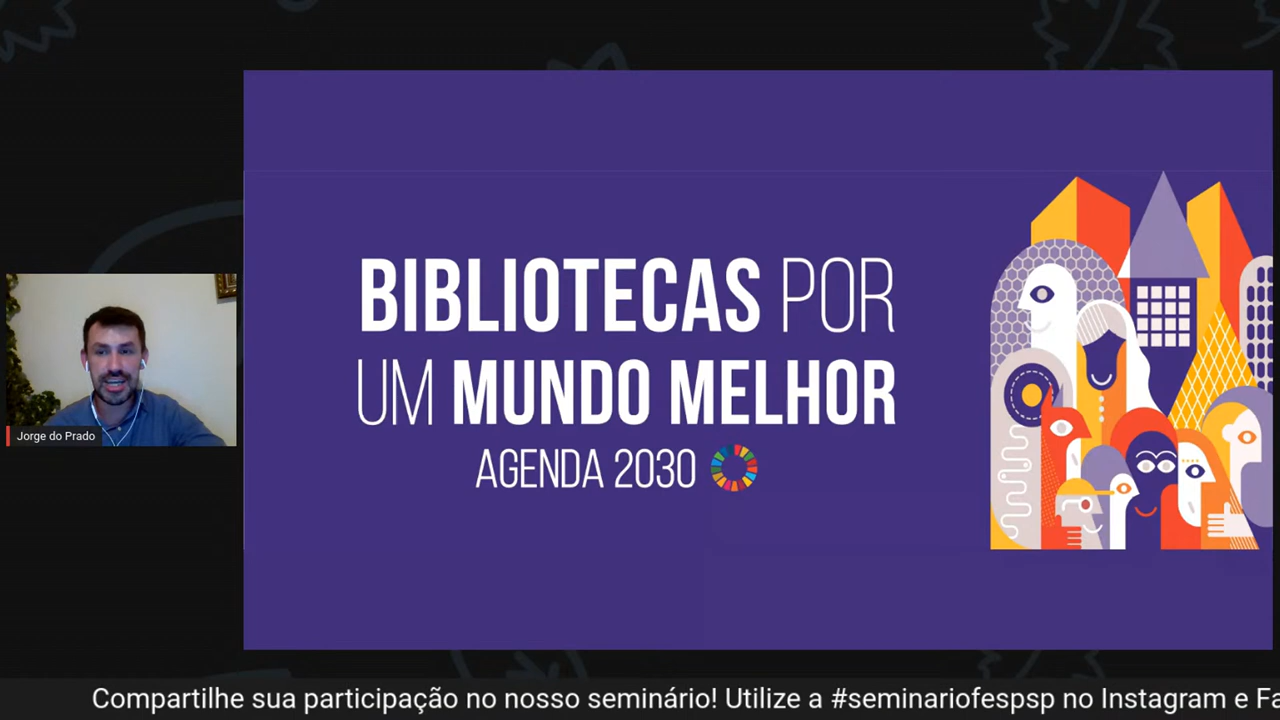 BIBLIOTECAS POR
UM MUNDO MELHOR
AGENDA 2030
Jorge do Prado
Compartilhe sua participação no nosso seminário! Utilize a #seminariofespsp no Instagram e